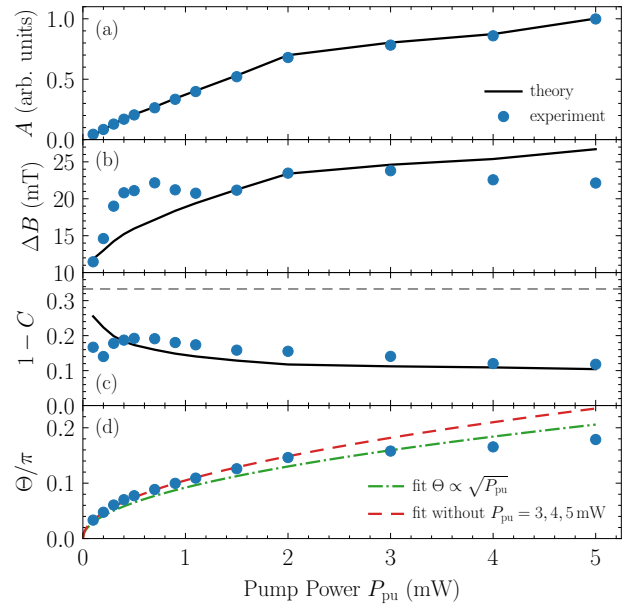 1.0
0.5
0.0
A (arb. units)
(a)
theory
experiment
25
20
15
10
ΔB (mT)
(b)
0.3
0.2
0.1
0.0
1 − C
(c)
0.2
0.1
0.0
Θ/π
(d)
fit Θ ∝ √P_pu
fit without P_pu = 3, 4, 5 mW
0 1 2 3 4 5
Pump Power P_pu (mW)